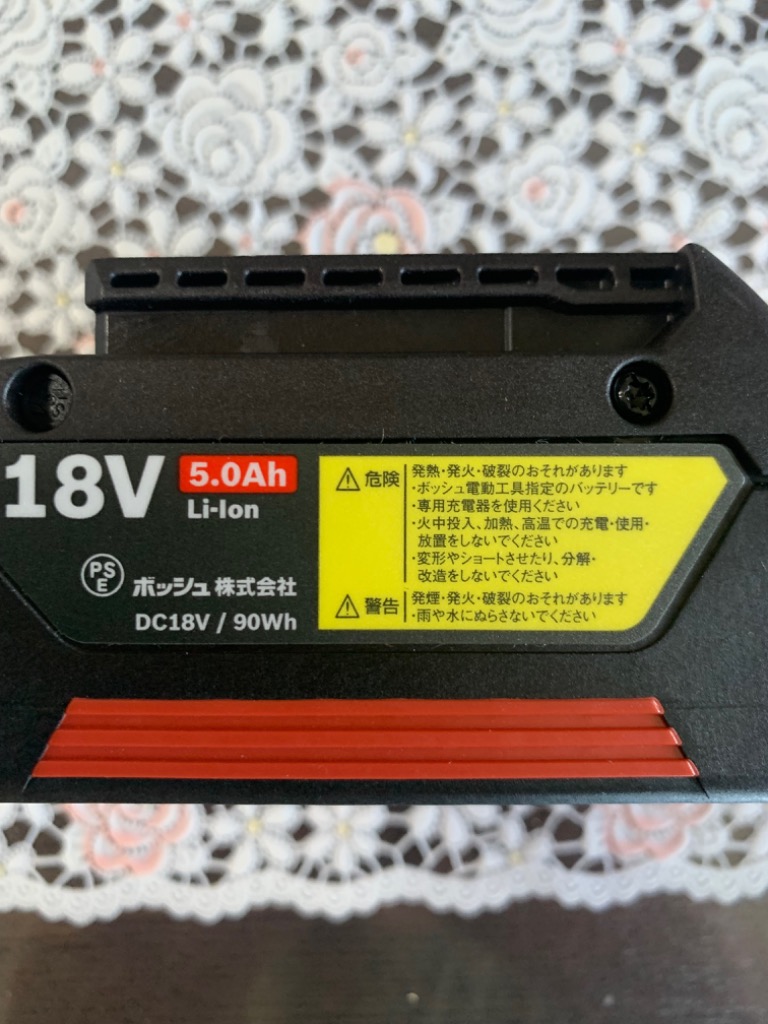 18V 5.0Ah
Li-Ion
PS
E
ボッシュ株式会社
DC18V / 90Wh
⚠危険
発熱・発火・破裂のおそれがあります
・ボッシュ電動工具指定のバッテリーです
・専用充電器を使用ください
・火中投入、加熱、高温での充電・使用・
放置をしないでください
・変形やショートさせたり、分解・
改造をしないでください
⚠警告
発煙・発火・破裂のおそれがあります
・雨や水にぬらさないでください